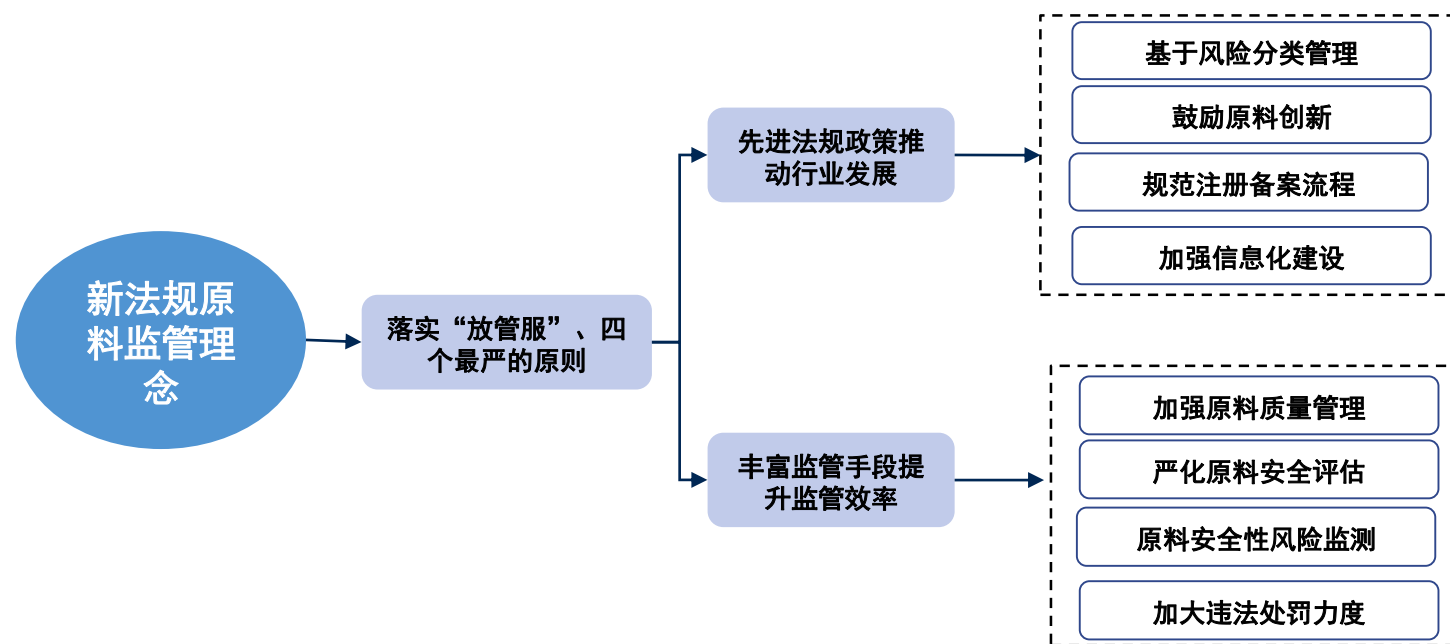 新法规原
料监管理
念
落实“放管服”、四
个最严的原则
先进法规政策推
动行业发展
基于风险分类管理
鼓励原料创新
规范注册备案流程
加强信息化建设
丰富监管手段提
升监管效率
加强原料质量管理
严化原料安全评估
原料安全性风险监测
加大违法处罚力度